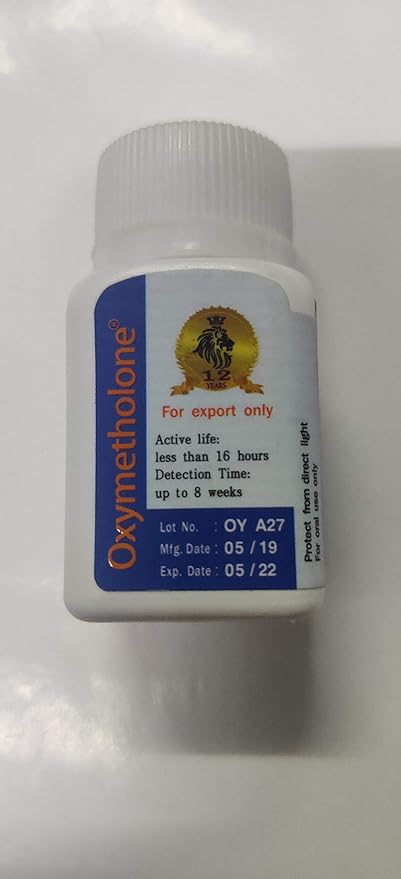 Oxymetholone®
12
YEARS
For export only
Active life:
less than 16 hours
Detection Time:
up to 8 weeks
Lot No. : OY A27
Mfg. Date : 05 / 19
Exp. Date : 05 / 22
Protect from direct light
For oral use only